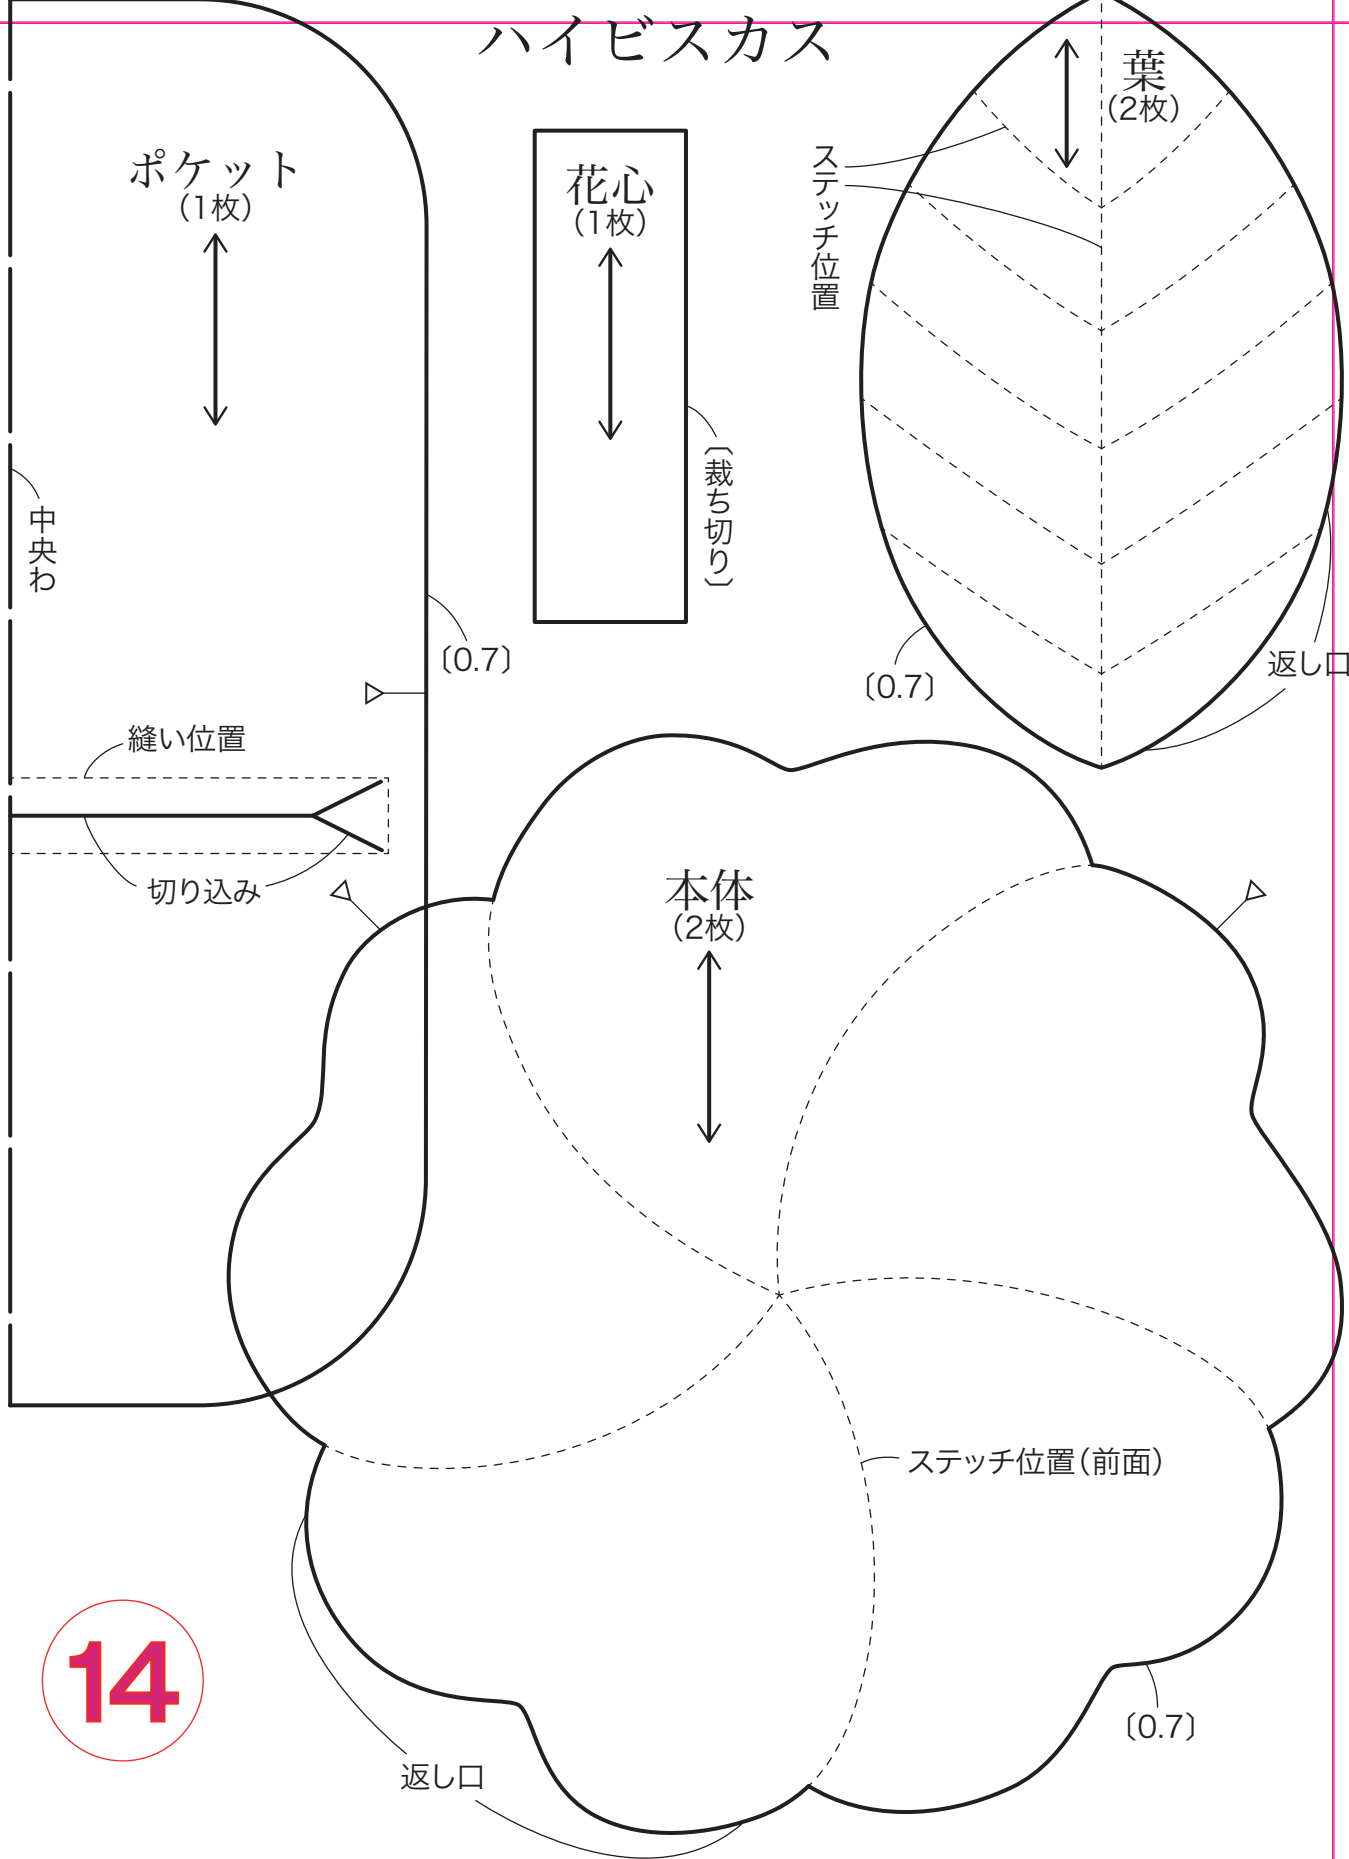 ハイビスカス
ポケット
(1枚)
中央わ
〔0.7〕
縫い位置
切り込み
花心
(1枚)
〔裁ち切り〕
葉
(2枚)
ステッチ位置
〔0.7〕
返し口
本体
(2枚)
ステッチ位置(前面)
〔0.7〕
返し口
14